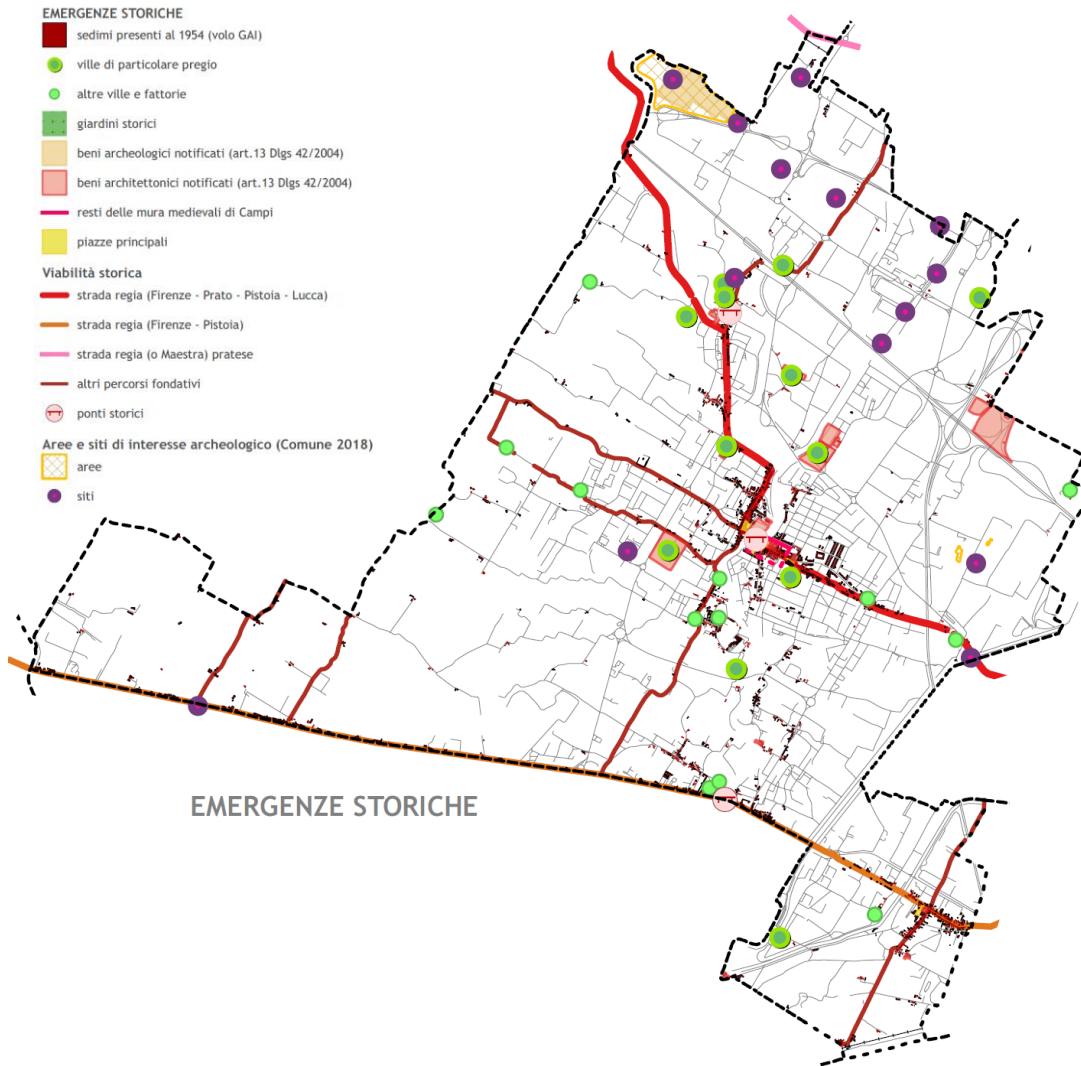 EMERGENZE STORICHE
sedimi presenti al 1954 (volo GAI)
ville di particolare pregio
altre ville e fattorie
giardini storici
beni archeologici notificati (art.13 Dlgs 42/2004)
beni architettonici notificati (art.13 Dlgs 42/2004)
resti delle mura medievali di Campi
piazze principali
Viabilità storica
strada regia (Firenze - Prato - Pistoia - Lucca)
strada regia (Firenze - Pistoia)
strada regia (o Maestra) pratese
altri percorsi fondativi
ponti storici
Aree e siti di interesse archeologico (Comune 2018)
aree
siti
EMERGENZE STORICHE